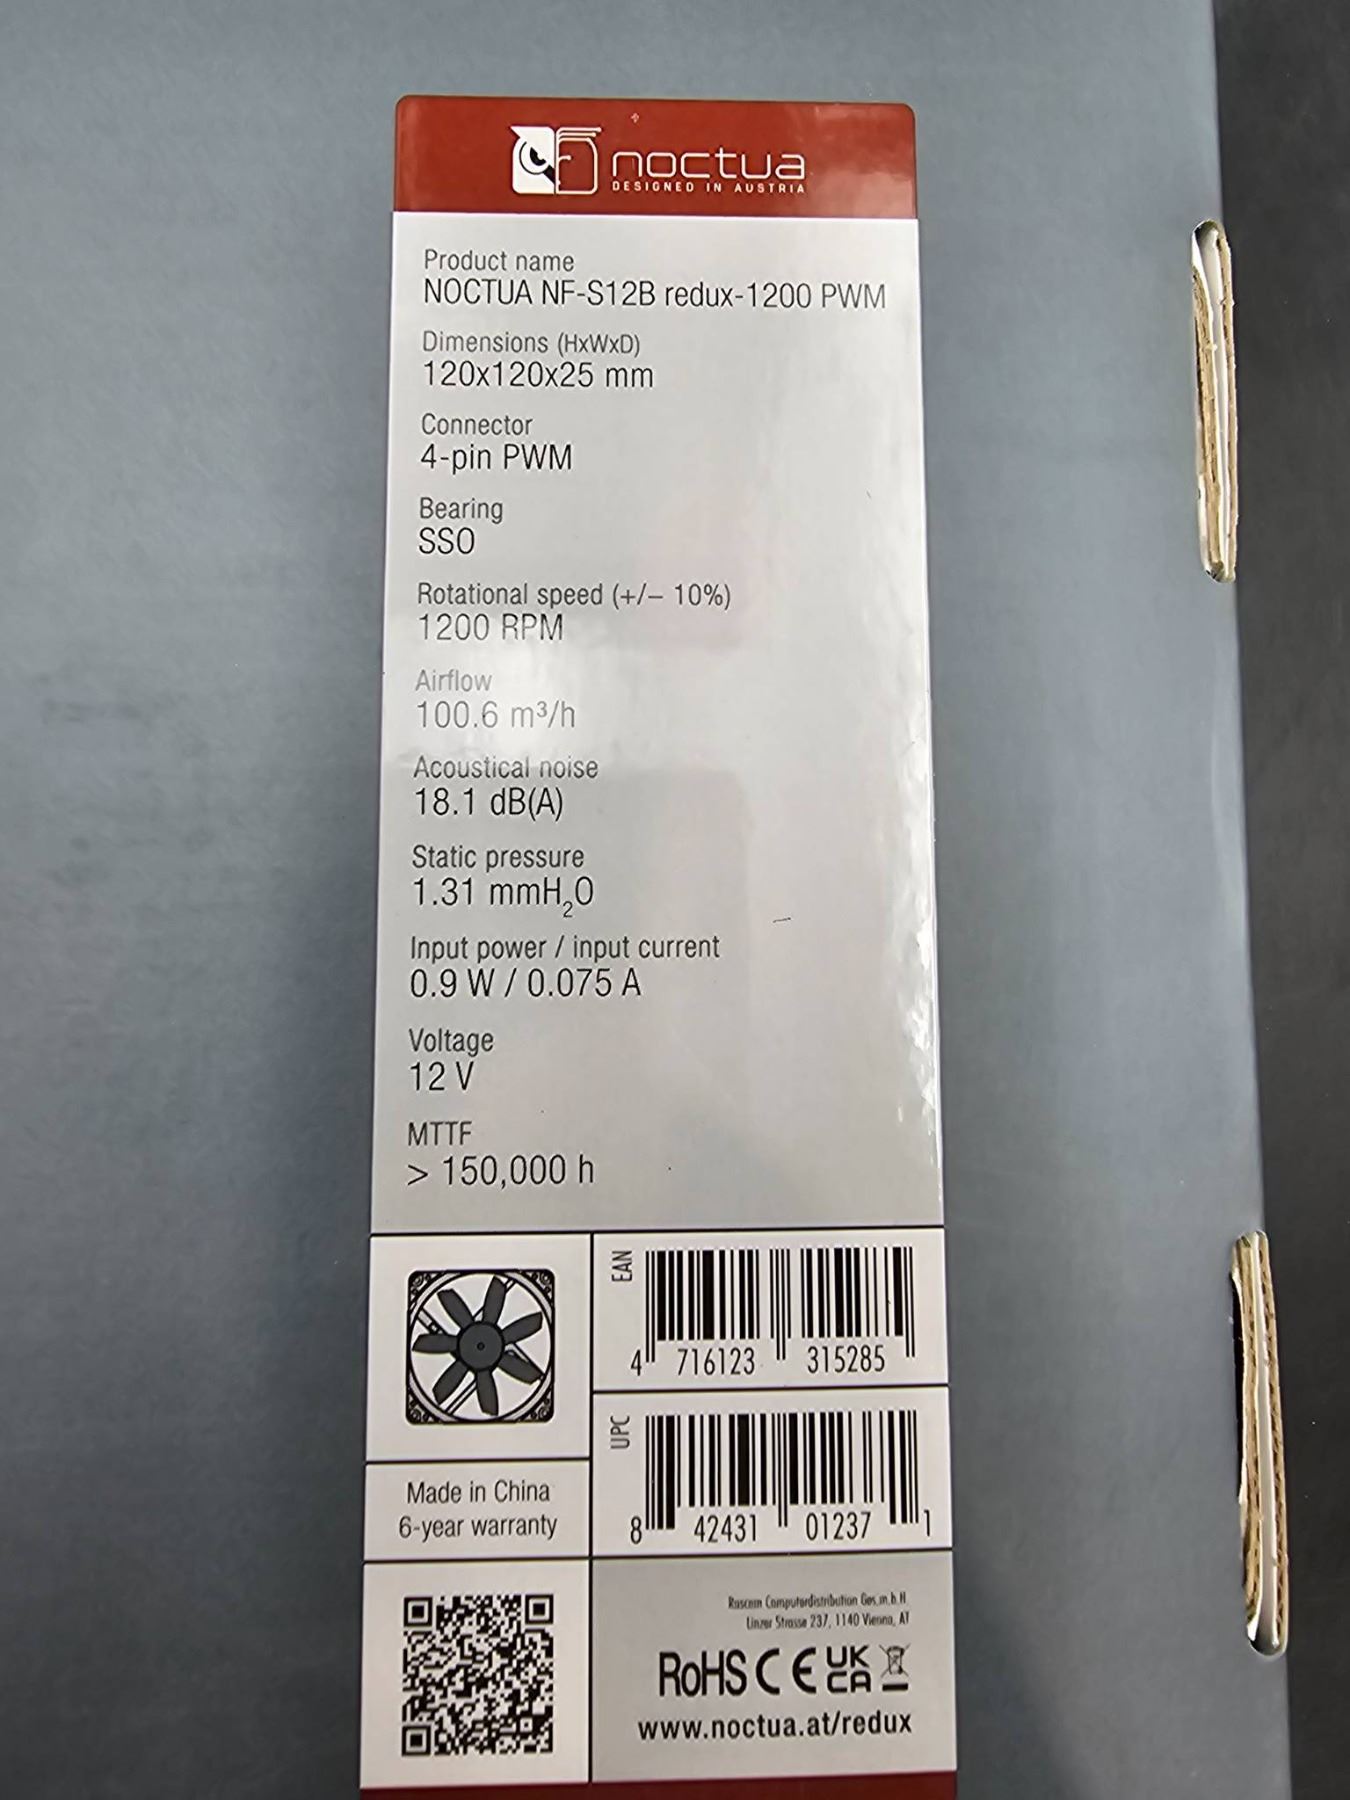 noctua
DESIGNED IN AUSTRIA
Product name
NOCTUA NF-S12B redux-1200 PWM
Dimensions (HxWxD)
120x120x25 mm
Connector
4-pin PWM
Bearing
SSO
Rotational speed (+/− 10%)
1200 RPM
Airflow
100.6 m³/h
Acoustical noise
18.1 dB(A)
Static pressure
1.31 mmH₂O
Input power / input current
0.9 W / 0.075 A
Voltage
12 V
MTTF
> 150,000 h
EAN
4 716123 315285
UPC
8 42431 01237 1
Made in China
6-year warranty
Rascom Computerdistribution Ges.m.b.H.
Linzer Strasse 237, 1140 Vienna, AT
RoHS CE UK
CA
www.noctua.at/redux